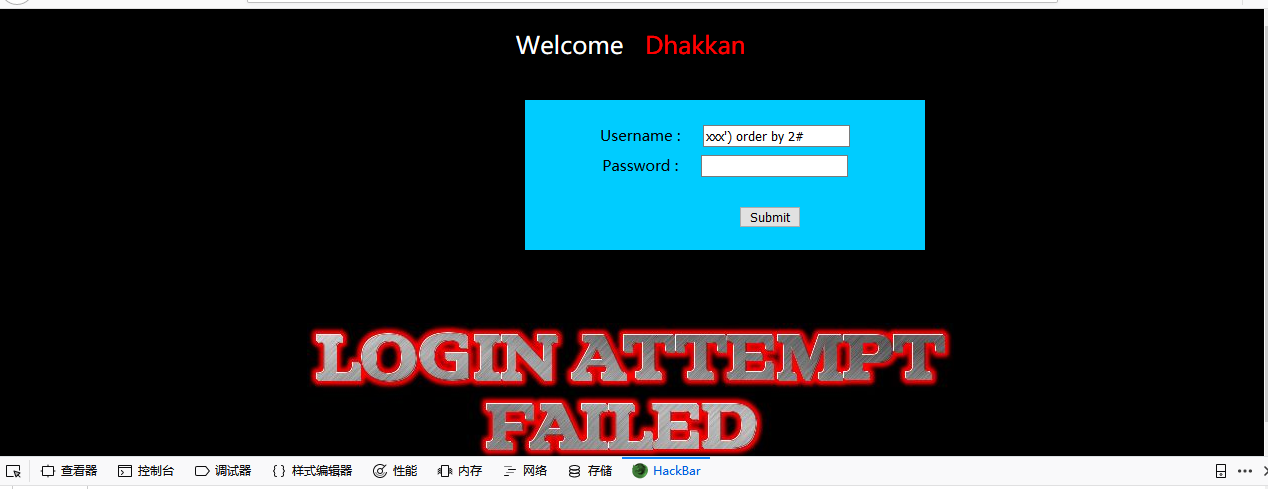 Welcome Dhakkan
Username : xxx') order by 2#
Password :
Submit
LOGIN ATTEMPT
FAILED
查看器 控制台 调试器 {} 样式编辑器 性能 内存 网络 存储 HackBar